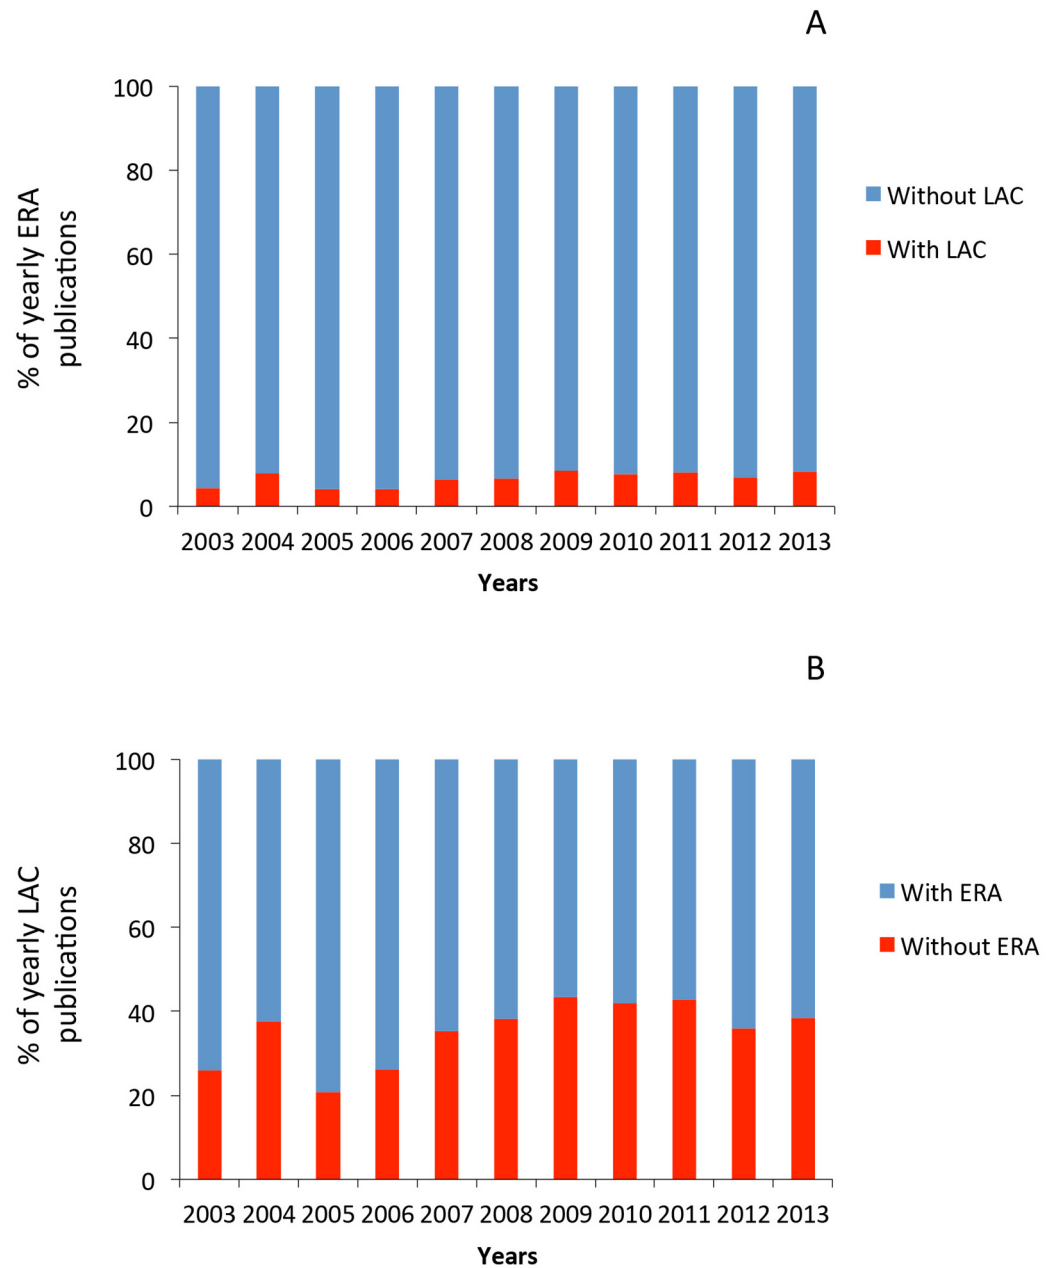 A
100
80
60
40
20
0
% of yearly ERA
publications
Without LAC
With LAC
2003 2004 2005 2006 2007 2008 2009 2010 2011 2012 2013
Years
B
100
80
60
40
20
0
% of yearly LAC
publications
With ERA
Without ERA
2003 2004 2005 2006 2007 2008 2009 2010 2011 2012 2013
Years